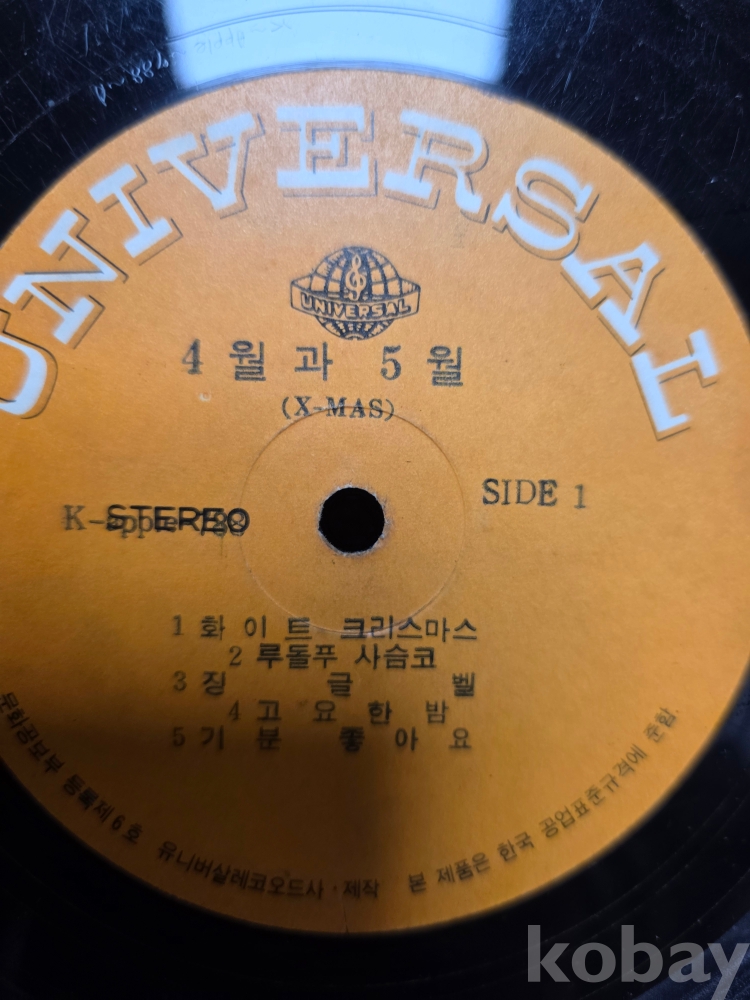 K-apple 788
UNIVERSAL
UNIVERSAL
4월과 5월
(X-MAS)
K-apple 788
STEREO
SIDE 1
1 화이트 크리스마스
2 루돌푸 사슴코
3 징글벨
4 고요한밤
5 기분 좋아요
문화공보부 등록제6호 유니버살레코오드사·제작 본 제품은 한국 공업표준규격에 준함
kobay